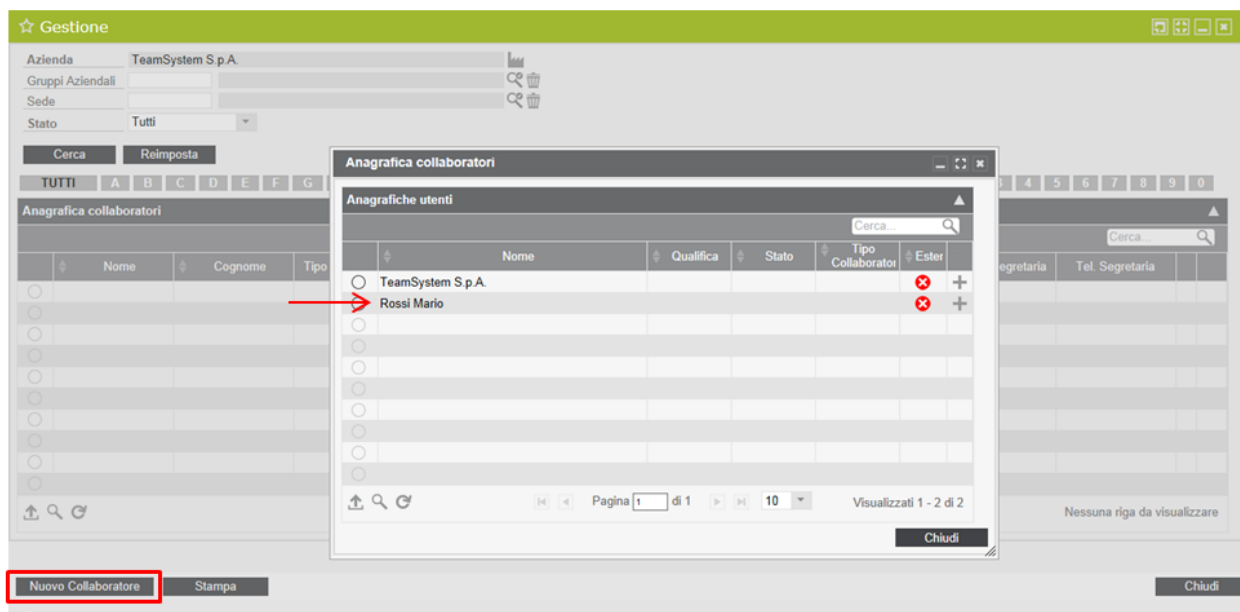 Gestione
Azienda TeamSystem S.p.A.
Gruppi Aziendali
Sede
Stato Tutti
Cerca Reimposta
TUTTI A B C D E F G 4 5 6 7 8 9 0
Anagrafica collaboratori
Cerca...
Nome Cognome Tipo egretaria Tel. Segretaria
Nessuna riga da visualizzare
Anagrafica collaboratori
Anagrafiche utenti
Cerca...
Nome Qualifica Stato Tipo Collaborator Ester
TeamSystem S.p.A.
Rossi Mario
Pagina 1 di 1 10 Visualizzati 1 - 2 di 2
Chiudi
Nuovo Collaboratore Stampa Chiudi